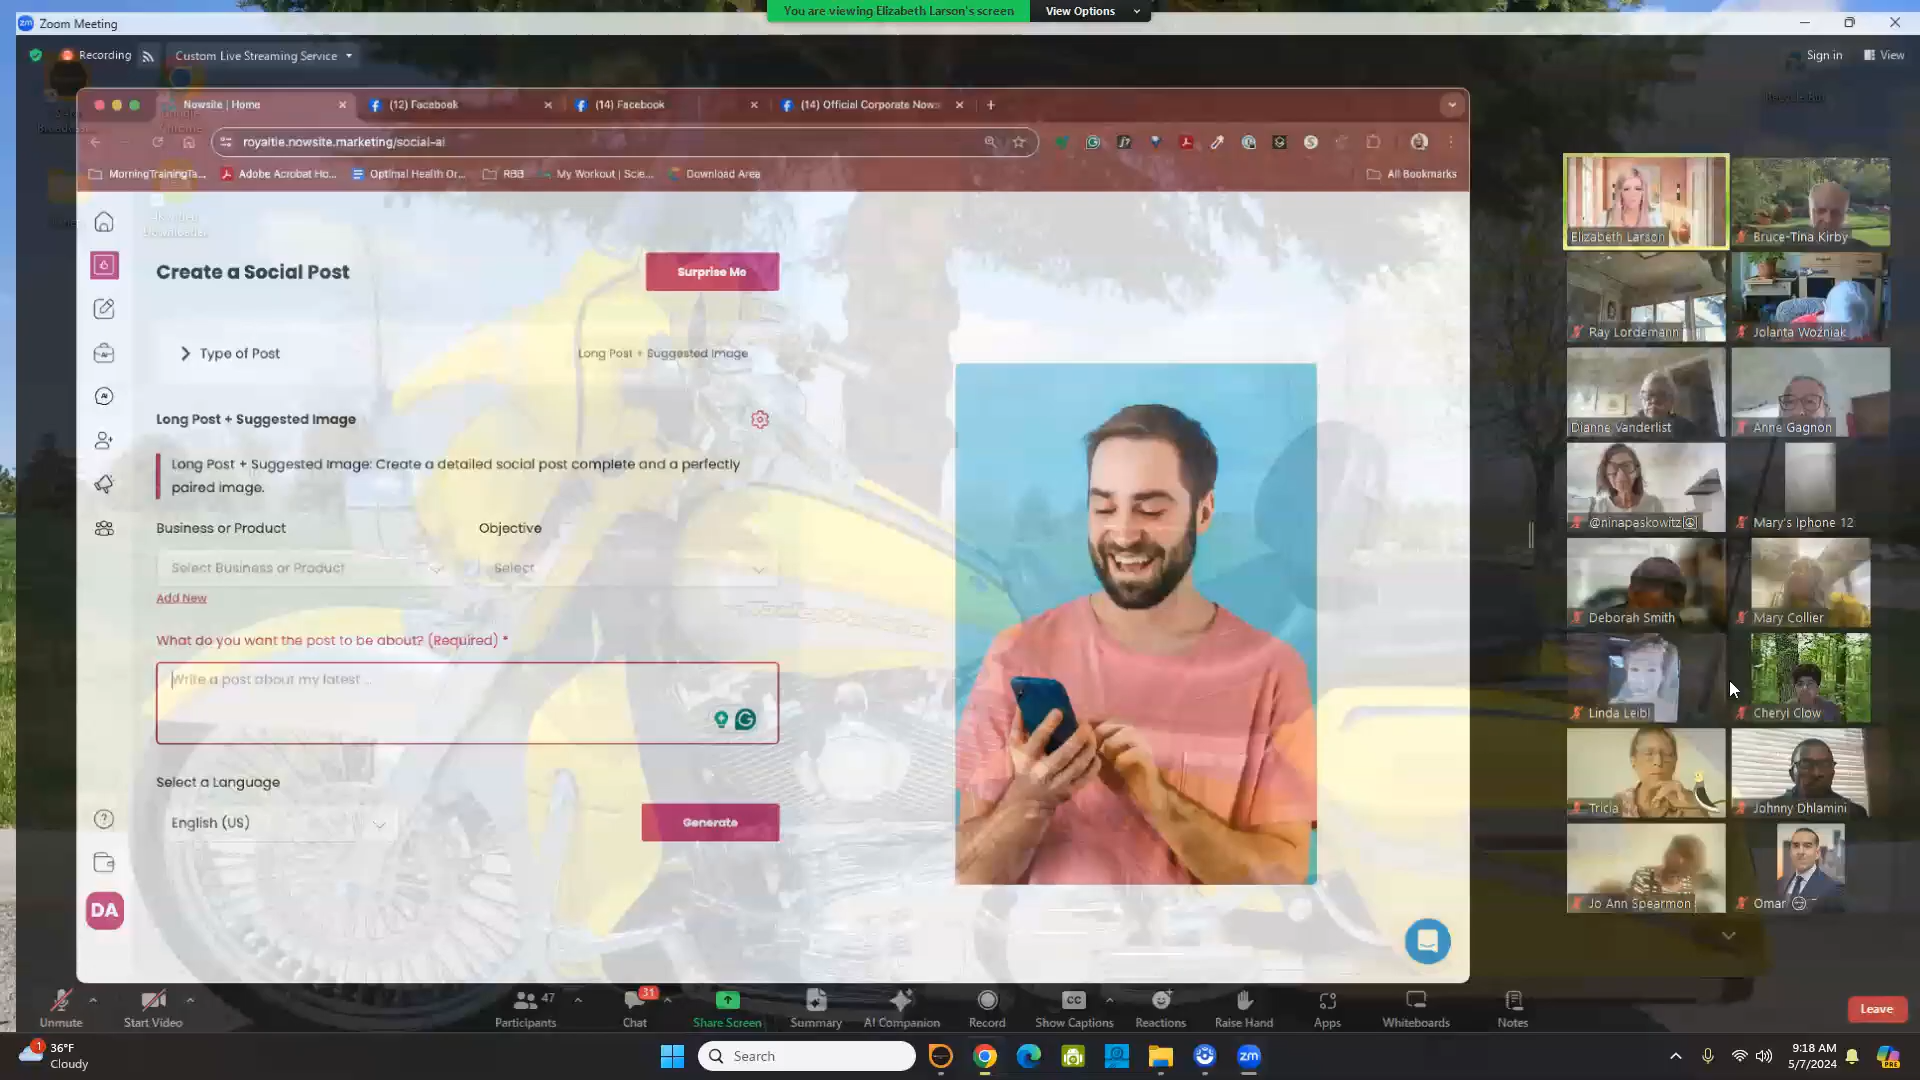 You are viewing Elizabeth Larson's screen
View Options
Zoom Meeting
Recording
Custom Live Streaming Service
Sign in
View
Nowsite | Home
(12) Facebook
(14) Facebook
(14) Official Corporate Nows
royaltie.nowsite.marketing/social-ai
MorningTrainingTa...
Adobe Acrobat Ho...
Optimal Health Or...
RBB
My Workout | Scie...
Download Area
All Bookmarks
Create a Social Post
Surprise Me
Type of Post
Long Post + Suggested Image
Long Post + Suggested Image
Long Post + Suggested Image: Create a detailed social post complete and a perfectly
paired image.
Business or Product
Objective
Select Business or Product
Select
Add New
What do you want the post to be about? (Required) *
Write a post about my latest ...
Select a Language
English (US)
Generate
DA
Elizabeth Larson
Bruce-Tina Kirby
Ray Lordemann
Jolanta Woźniak
Dianne Vanderlist
Anne Gagnon
@ninapaskowitz
Mary's Iphone 12
Deborah Smith
Mary Collier
Linda Leibl
Cheryl Clow
Tricia
Johnny Dhlamini
Jo Ann Spearmon
Omar
Unmute
Start Video
47
Participants
31
Chat
Share Screen
Summary
AI Companion
Record
CC
Show Captions
Reactions
Raise Hand
Apps
Whiteboards
Notes
Leave
1
36°F
Cloudy
Search
zm
9:18 AM
5/7/2024